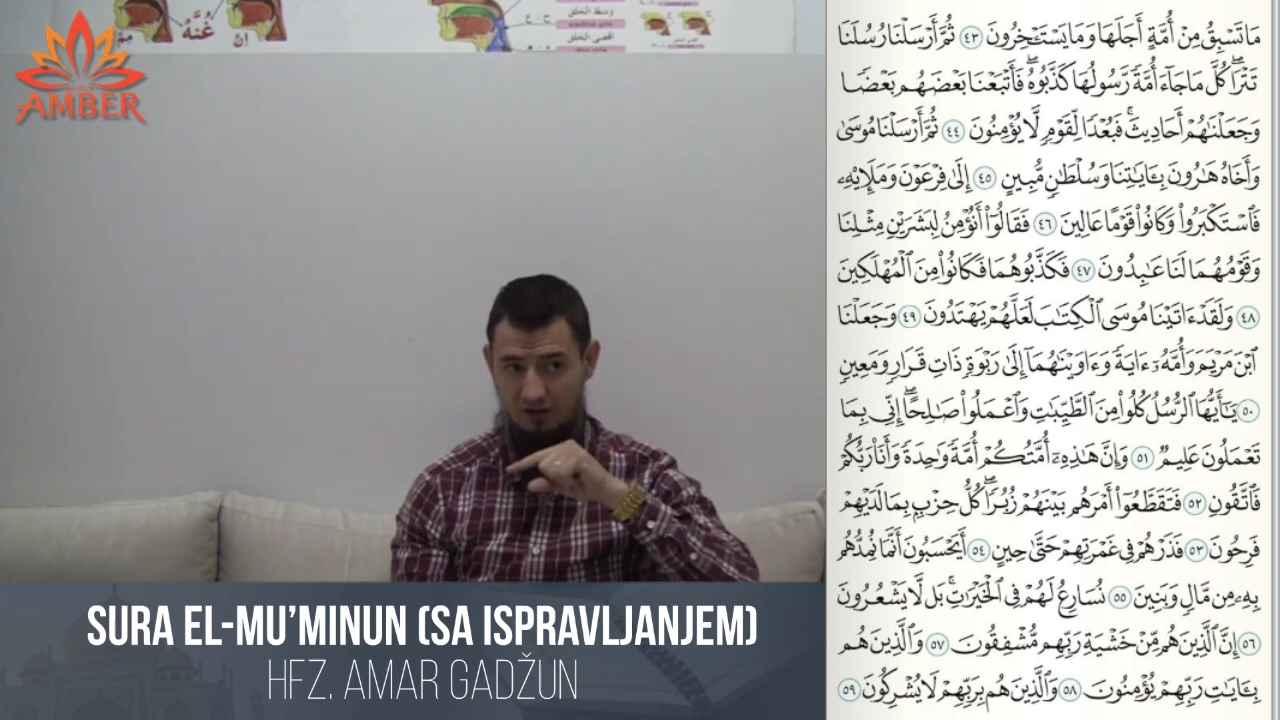 مِّمْ
غُنَّه
إِنَّ
وسط الحلق
ح - ع
أقصى الحلق
AMBER
مَا تَسْبِقُ مِنْ أُمَّةٍ أَجَلَهَا وَمَا يَسْتَـْٔخِرُونَ ٤٣ ثُمَّ أَرْسَلْنَا رُسُلَنَا
تَتْرَا ۖ كُلَّ مَا جَآءَ أُمَّةً رَّسُولُهَا كَذَّبُوهُ ۚ فَأَتْبَعْنَا بَعْضَهُم بَعْضًا
وَجَعَلْنَٰهُمْ أَحَادِيثَ ۚ فَبُعْدًا لِّقَوْمٍ لَّا يُؤْمِنُونَ ٤٤ ثُمَّ أَرْسَلْنَا مُوسَىٰ
وَأَخَاهُ هَٰرُونَ بِـَٔايَٰتِنَا وَسُلْطَٰنٍ مُّبِينٍ ٤٥ إِلَىٰ فِرْعَوْنَ وَمَلَإِي۟هِۦ
فَٱسْتَكْبَرُوا۟ وَكَانُوا۟ قَوْمًا عَالِينَ ٤٦ فَقَالُوٓا۟ أَنُؤْمِنُ لِبَشَرَيْنِ مِثْلِنَا
وَقَوْمُهُمَا لَنَا عَٰبِدُونَ ٤٧ فَكَذَّبُوهُمَا فَكَانُوا۟ مِنَ ٱلْمُهْلَكِينَ
٤٨ وَلَقَدْ ءَاتَيْنَا مُوسَى ٱلْكِتَٰبَ لَعَلَّهُمْ يَهْتَدُونَ ٤٩ وَجَعَلْنَا
ٱبْنَ مَرْيَمَ وَأُمَّهُۥٓ ءَايَةً وَءَاوَيْنَٰهُمَآ إِلَىٰ رَبْوَةٍ ذَاتِ قَرَارٍ وَمَعِينٍ
٥٠ يَٰٓأَيُّهَا ٱلرُّسُلُ كُلُوا۟ مِنَ ٱلطَّيِّبَٰتِ وَٱعْمَلُوا۟ صَٰلِحًا ۖ إِنِّى بِمَا
تَعْمَلُونَ عَلِيمٌ ٥١ وَإِنَّ هَٰذِهِۦٓ أُمَّتُكُمْ أُمَّةً وَٰحِدَةً وَأَنَا۠ رَبُّكُمْ
فَٱتَّقُونِ ٥٢ فَتَقَطَّعُوٓا۟ أَمْرَهُم بَيْنَهُمْ زُبُرًا ۖ كُلُّ حِزْبٍۭ بِمَا لَدَيْهِمْ
فَرِحُونَ ٥٣ فَذَرْهُمْ فِى غَمْرَتِهِمْ حَتَّىٰ حِينٍ ٥٤ أَيَحْسَبُونَ أَنَّمَا نُمِدُّهُم
بِهِۦ مِن مَّالٍ وَبَنِينَ ٥٥ نُسَارِعُ لَهُمْ فِى ٱلْخَيْرَٰتِ ۚ بَل لَّا يَشْعُرُونَ
٥٦ إِنَّ ٱلَّذِينَ هُم مِّنْ خَشْيَةِ رَبِّهِم مُّشْفِقُونَ ٥٧ وَٱلَّذِينَ هُم
بِـَٔايَٰتِ رَبِّهِمْ يُؤْمِنُونَ ٥٨ وَٱلَّذِينَ هُم بِرَبِّهِمْ لَا يُشْرِكُونَ ٥٩
SURA EL-MU’MINUN (SA ISPRAVLJANJEM)
HFZ. AMAR GADŽUN